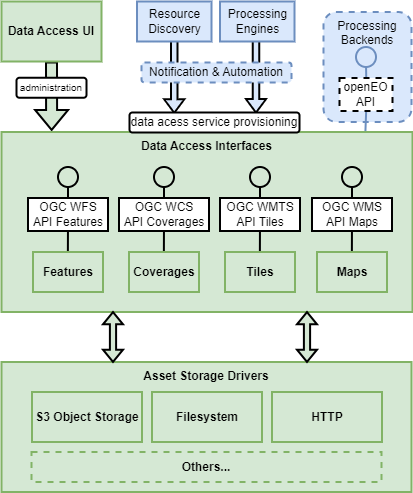 Data Access UI
Resource
Discovery
Processing
Engines
Processing
Backends
openEO
API
Notification & Automation
administration
data acess service provisioning
Data Access Interfaces
OGC WFS
API Features
OGC WCS
API Coverages
OGC WMTS
API Tiles
OGC WMS
API Maps
Features
Coverages
Tiles
Maps
Asset Storage Drivers
S3 Object Storage
Filesystem
HTTP
Others...